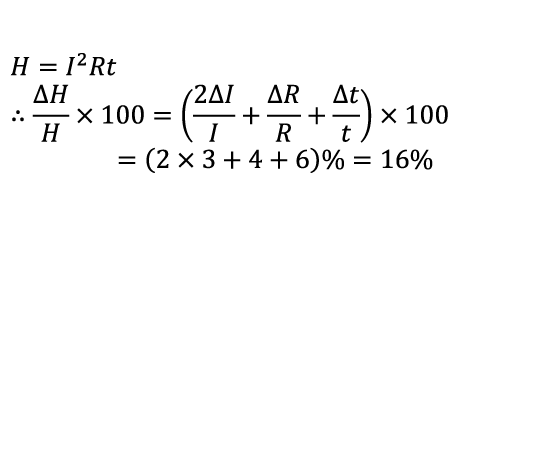 H = I²Rt
∴ ΔH/H × 100 = (2ΔI/I + ΔR/R + Δt/t) × 100
= (2 × 3 + 4 + 6)% = 16%